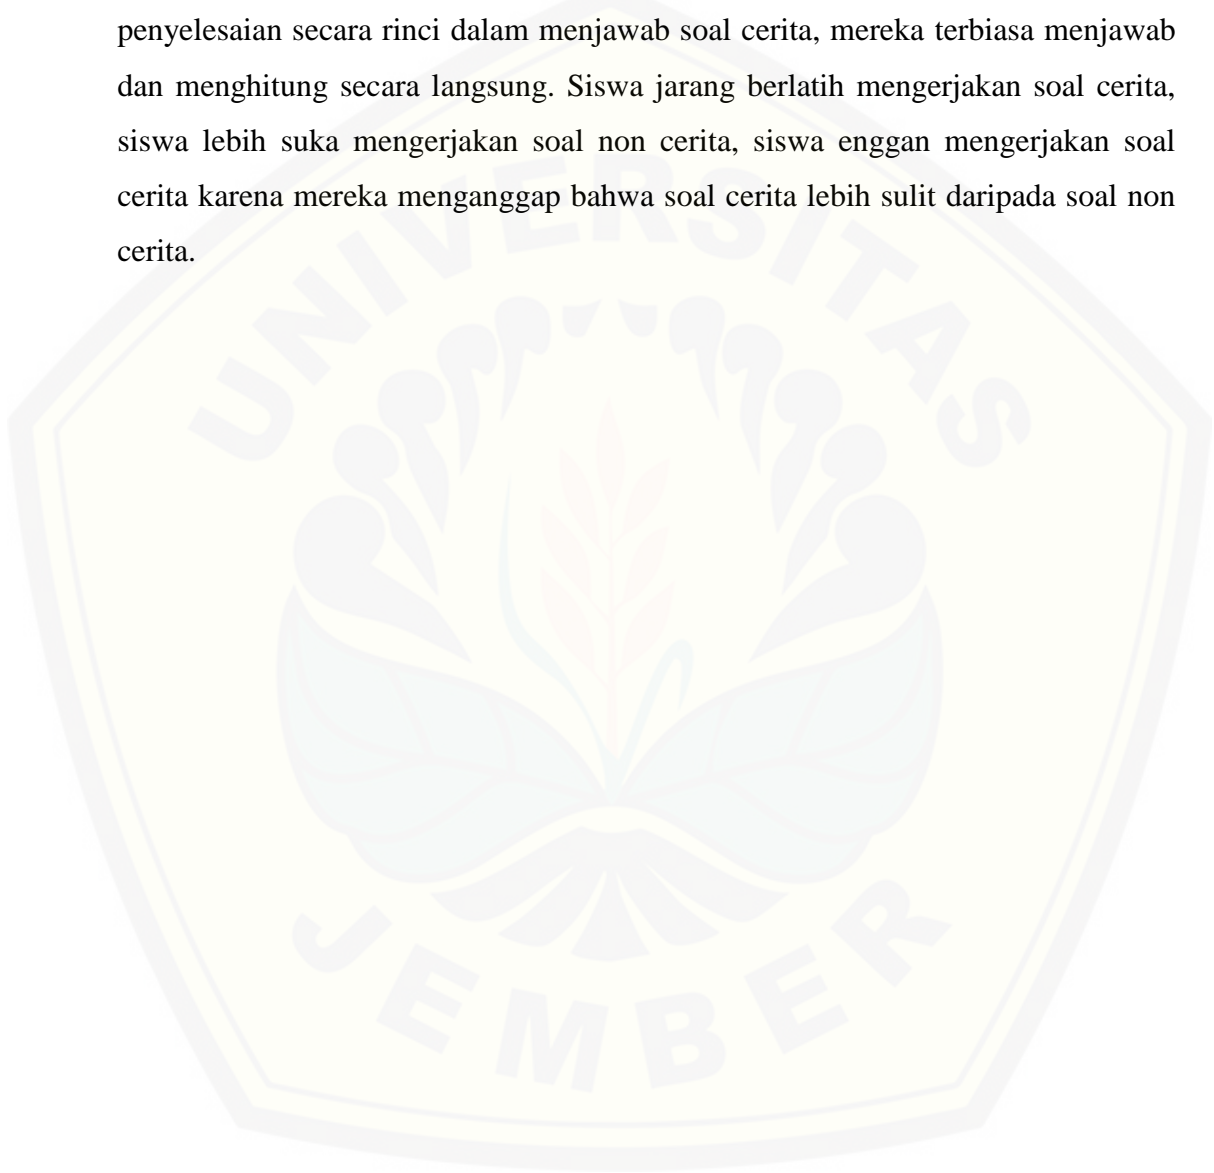 penyelesaian secara rinci dalam menjawab soal cerita, mereka terbiasa menjawab
dan menghitung secara langsung. Siswa jarang berlatih mengerjakan soal cerita,
siswa lebih suka mengerjakan soal non cerita, siswa enggan mengerjakan soal
cerita karena mereka menganggap bahwa soal cerita lebih sulit daripada soal non
cerita.
UNIVERSITAS
JEMBER